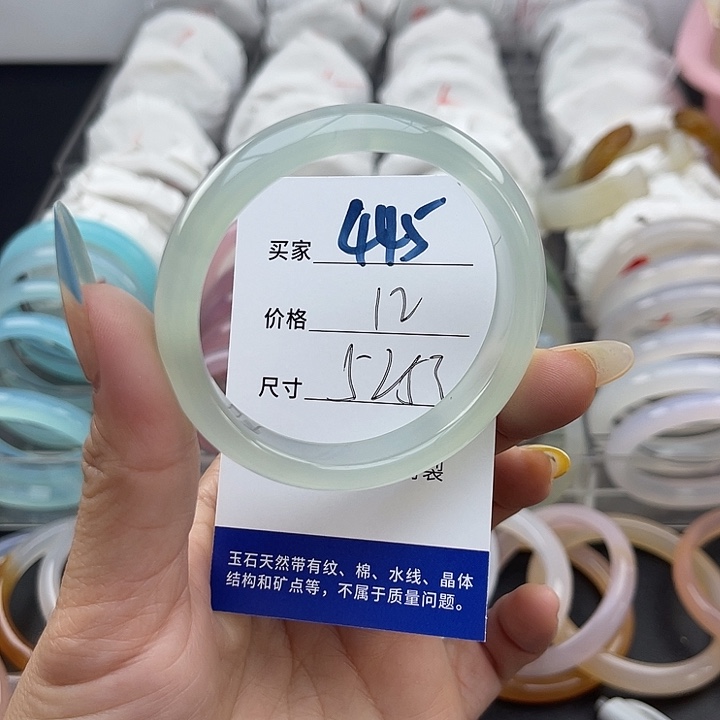 买家 445
价格 12
尺寸 5253
裂
玉石天然带有纹、棉、水线、晶体
结构和矿点等，不属于质量问题。